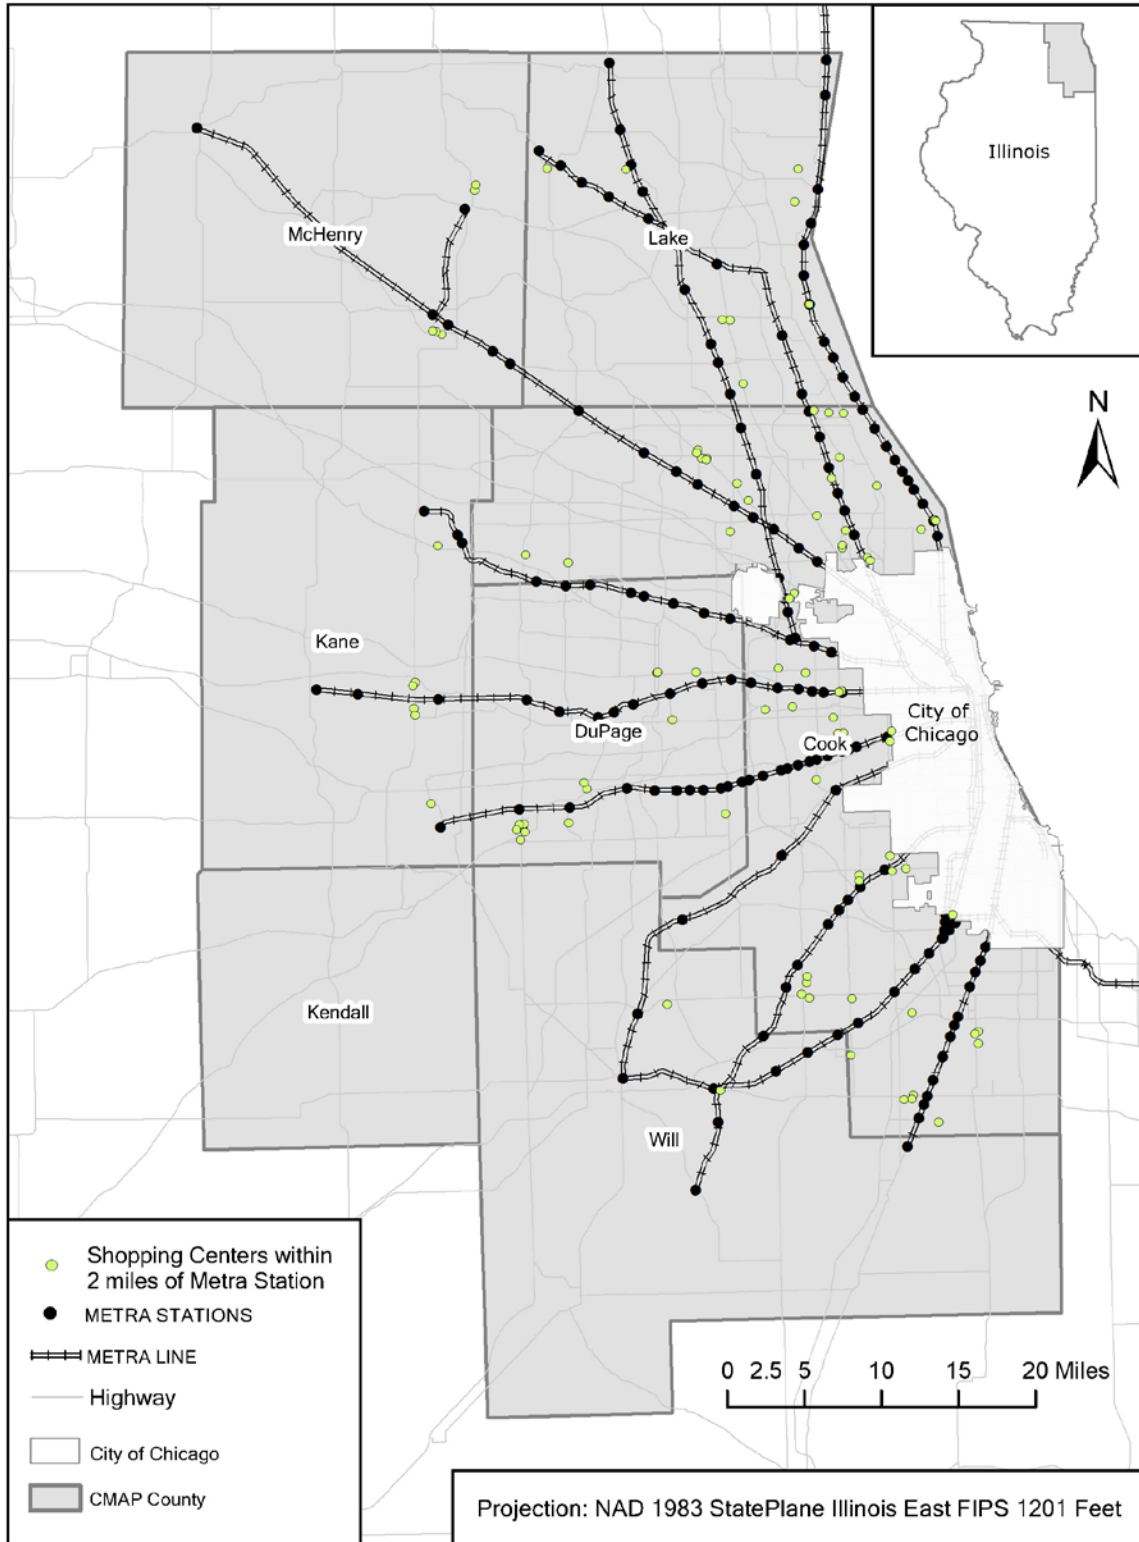 Illinois
McHenry
Lake
N
Kane
City of
Chicago
DuPage
Cook
Kendall
Will
Shopping Centers within
2 miles of Metra Station
METRA STATIONS
METRA LINE
Highway
City of Chicago
CMAP County
0 2.5 5 10 15 20 Miles
Projection: NAD 1983 StatePlane Illinois East FIPS 1201 Feet